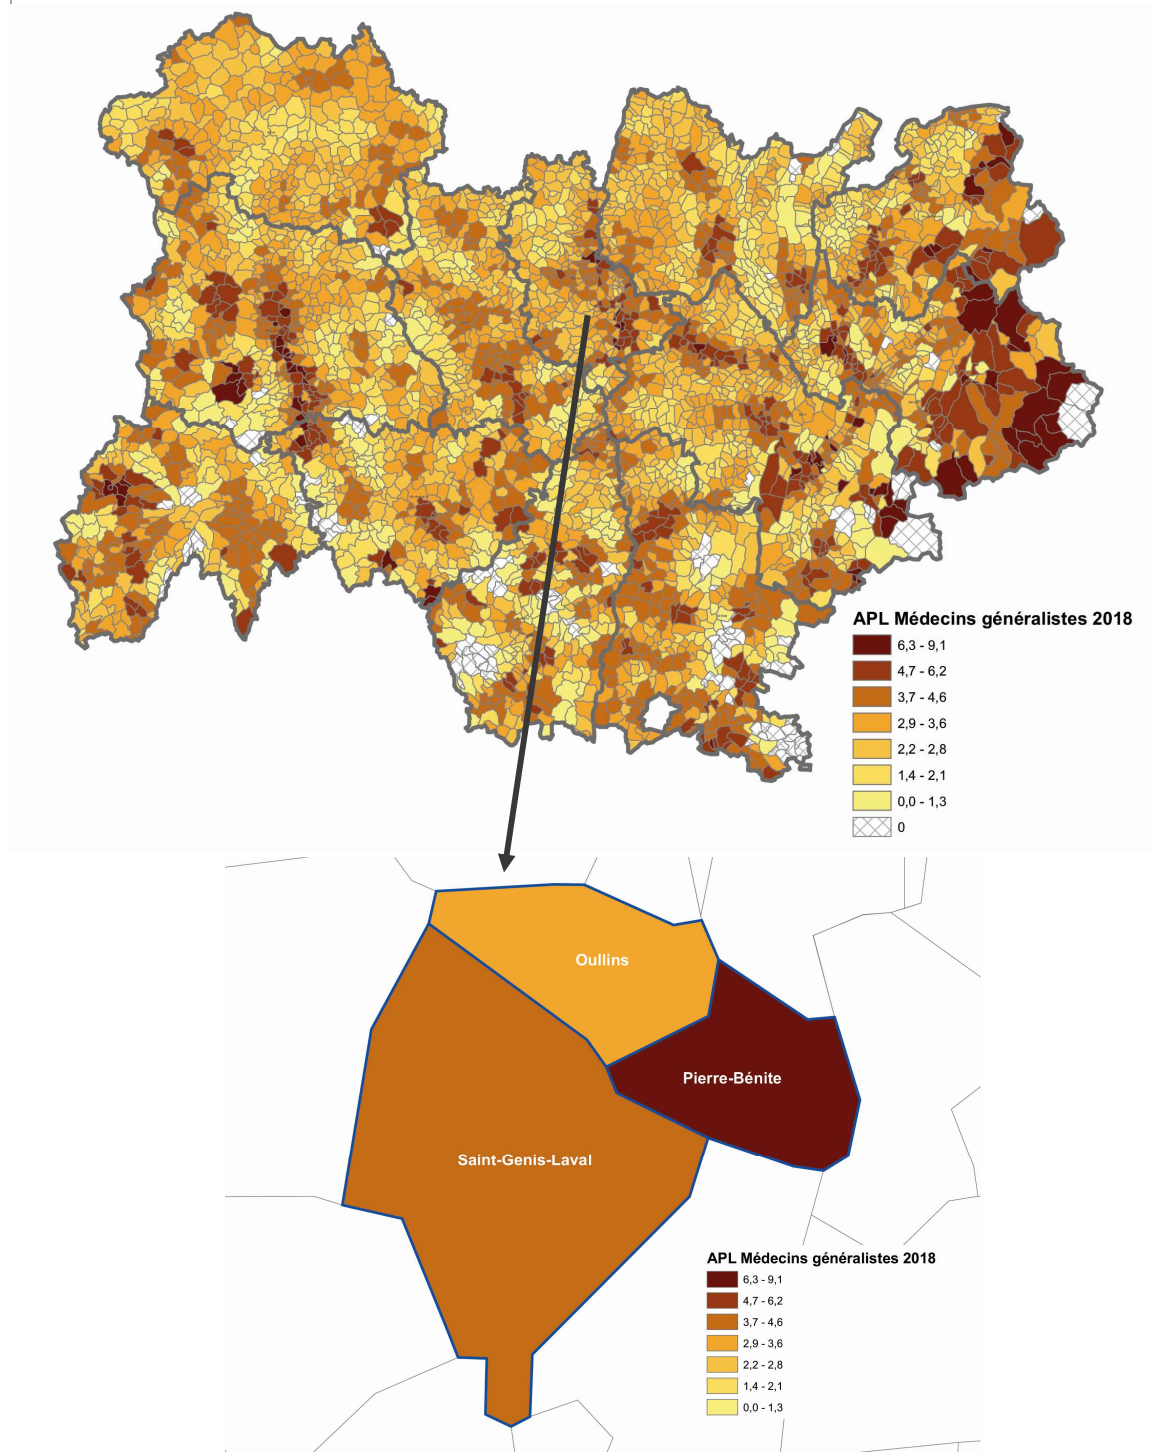 APL Médecins généralistes 2018
6,3 - 9,1
4,7 - 6,2
3,7 - 4,6
2,9 - 3,6
2,2 - 2,8
1,4 - 2,1
0,0 - 1,3
0
Oullins
Pierre-Bénite
Saint-Genis-Laval
APL Médecins généralistes 2018
6,3 - 9,1
4,7 - 6,2
3,7 - 4,6
2,9 - 3,6
2,2 - 2,8
1,4 - 2,1
0,0 - 1,3